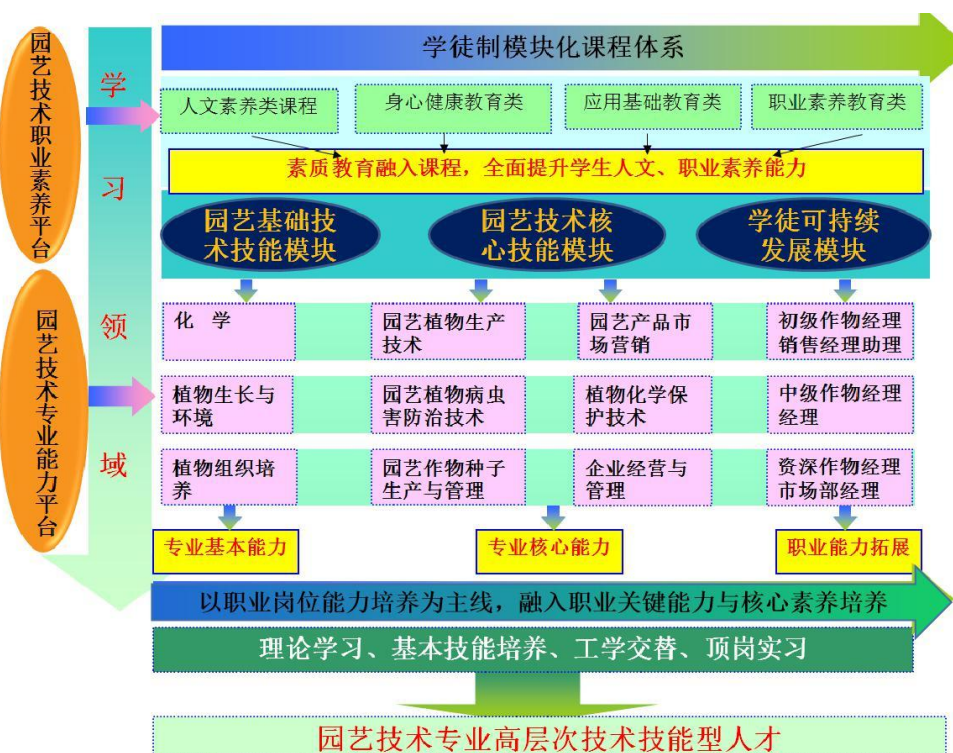 学徒制模块化课程体系
园艺技术职业素养平台
学习领域
人文素养类课程
身心健康教育类
应用基础教育类
职业素养教育类
素质教育融入课程，全面提升学生人文、职业素养能力
园艺基础技
术技能模块
园艺技术核
心技能模块
学徒可持续
发展模块
园艺技术专业能力平台
化 学
园艺植物生产
技术
园艺产品市
场营销
初级作物经理
销售经理助理
植物生长与
环境
园艺植物病虫
害防治技术
植物化学保
护技术
中级作物经理
经理
植物组织培
养
园艺作物种子
生产与管理
企业经营与
管理
资深作物经理
市场部经理
专业基本能力
专业核心能力
职业能力拓展
以职业岗位能力培养为主线，融入职业关键能力与核心素养培养
理论学习、基本技能培养、工学交替、顶岗实习
园艺技术专业高层次技术技能型人才